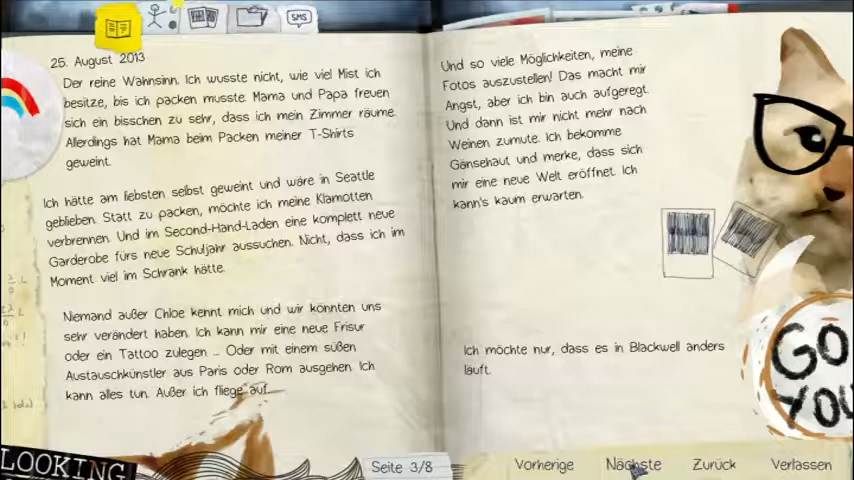 SMS
25. August 2013
Der reine Wahnsinn. Ich wusste nicht, wie viel Mist ich
besitze, bis ich packen musste. Mama und Papa freuen
sich ein bisschen zu sehr, dass ich mein Zimmer räume.
Allerdings hat Mama beim Packen meiner T-Shirts
geweint.
Ich hätte am liebsten selbst geweint und wäre in Seattle
geblieben. Statt zu packen, möchte ich meine Klamotten
verbrennen. Und im Second-Hand-Laden eine komplett neue
Garderobe fürs neue Schuljahr aussuchen. Nicht, dass ich im
Moment viel im Schrank hätte.
Niemand außer Chloe kennt mich und wir könnten uns
sehr verändert haben. Ich kann mir eine neue Frisur
oder ein Tattoo zulegen ... Oder mit einem süßen
Austauschkünstler aus Paris oder Rom ausgehen. Ich
kann alles tun. Außer ich fliege auf.
Und so viele Möglichkeiten, meine
Fotos auszustellen! Das macht mir
Angst, aber ich bin auch aufgeregt.
Und dann ist mir nicht mehr nach
Weinen zumute. Ich bekomme
Gänsehaut und merke, dass sich
mir eine neue Welt eröffnet. Ich
kann's kaum erwarten.
Ich möchte nur, dass es in Blackwell anders
läuft.
GO
YOU
LOOKING
Seite 3/8
Vorherige
Nächste
Zurück
Verlassen